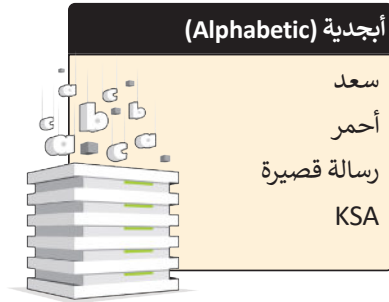 أبجدية (Alphabetic)
سعد
أحمر
رسالة قصيرة
KSA
a c b c b
c a c a